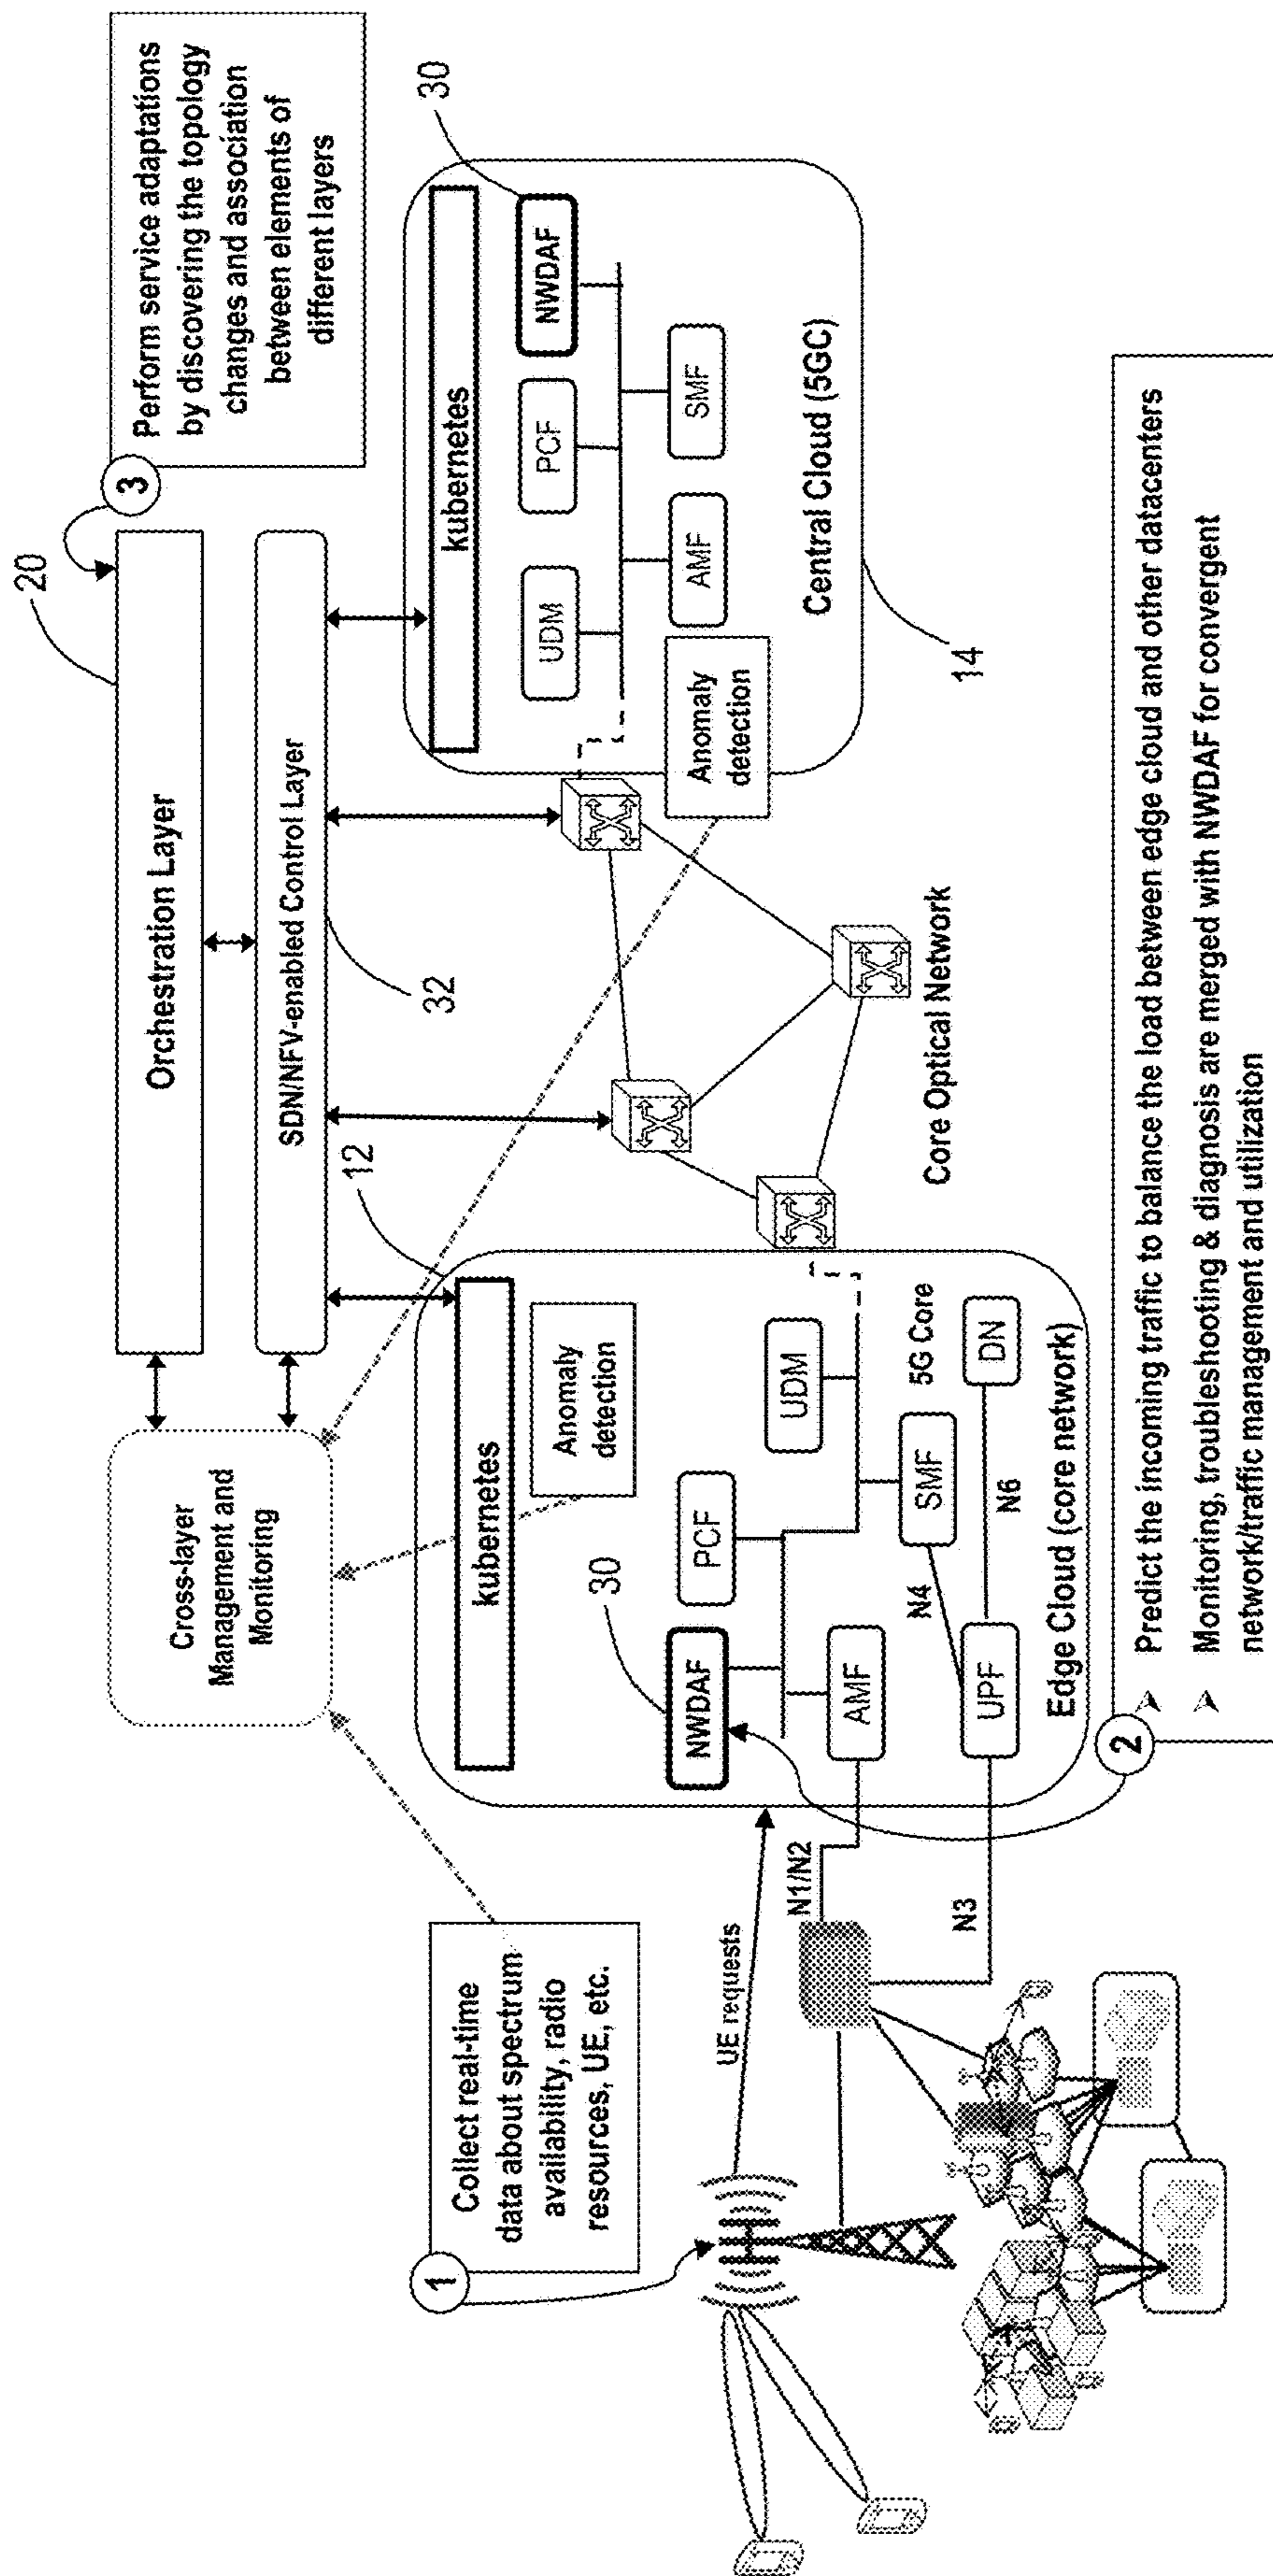 20
Orchestration Layer
3
Perform service adaptations
by discovering the topology
changes and association
between elements of
different layers
Cross-layer
Management and
Monitoring
SDN/NFV-enabled Control Layer
32
12
1
Collect real-time
data about spectrum
availability, radio
resources, UE, etc.
kubernetes
Anomaly
detection
30
NWDAF
PCF
UDM
AMF
SMF
5G Core
N4
UPF
N6
DN
Edge Cloud (core network)
UE requests
N1/N2
N3
Core Optical Network
kubernetes
30
UDM
PCF
NWDAF
AMF
SMF
Anomaly
detection
Central Cloud (5GC)
14
2
➤ Predict the incoming traffic to balance the load between edge cloud and other datacenters
➤ Monitoring, troubleshooting & diagnosis are merged with NWDAF for convergent
network/traffic management and utilization